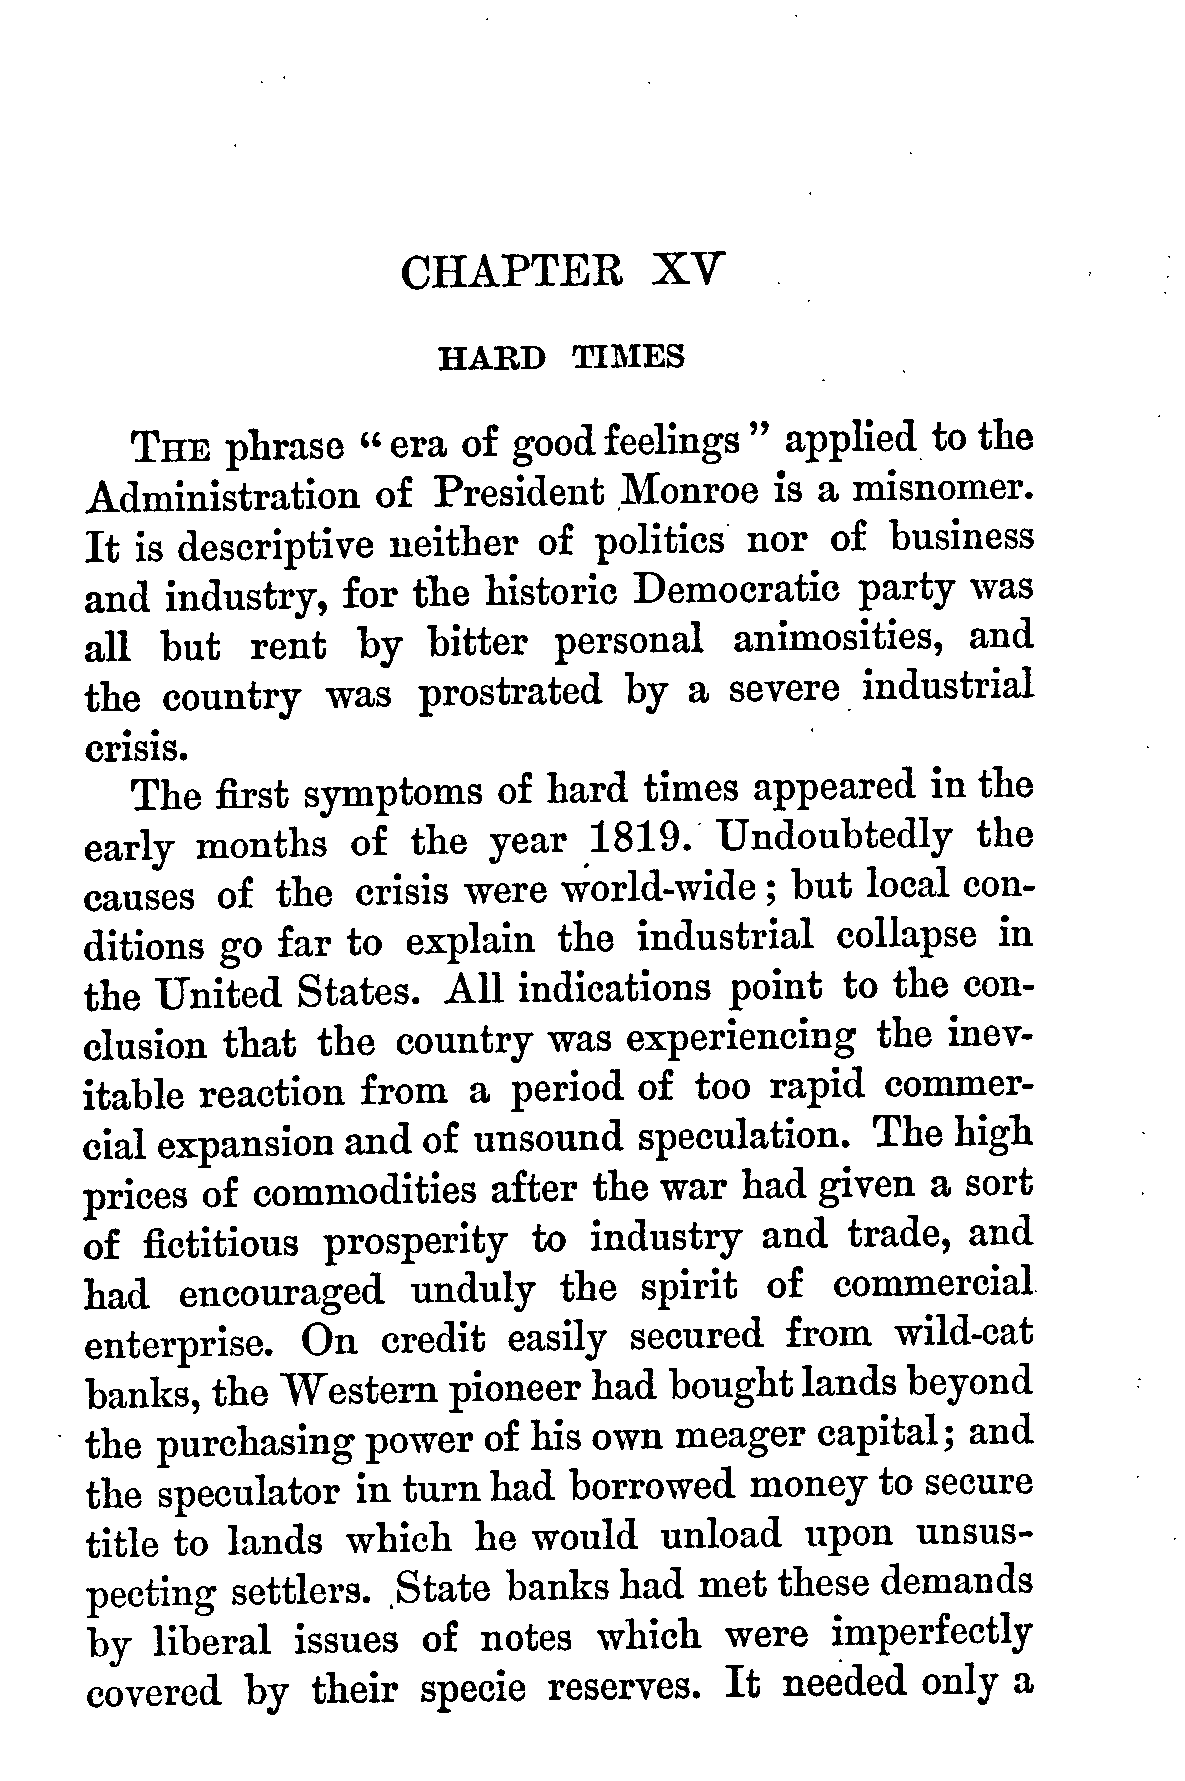 CHAPTER XV
HARD TIMES
THE phrase “era of good feelings” applied to the
Administration of President Monroe is a misnomer.
It is descriptive neither of politics nor of business
and industry, for the historic Democratic party was
all but rent by bitter personal animosities, and
the country was prostrated by a severe industrial
crisis.
The first symptoms of hard times appeared in the
early months of the year 1819. Undoubtedly the
causes of the crisis were world-wide; but local con-
ditions go far to explain the industrial collapse in
the United States. All indications point to the con-
clusion that the country was experiencing the inev-
itable reaction from a period of too rapid commer-
cial expansion and of unsound speculation. The high
prices of commodities after the war had given a sort
of fictitious prosperity to industry and trade, and
had encouraged unduly the spirit of commercial
enterprise. On credit easily secured from wild-cat
banks, the Western pioneer had bought lands beyond
the purchasing power of his own meager capital; and
the speculator in turn had borrowed money to secure
title to lands which he would unload upon unsus-
pecting settlers. State banks had met these demands
by liberal issues of notes which were imperfectly
covered by their specie reserves. It needed only a